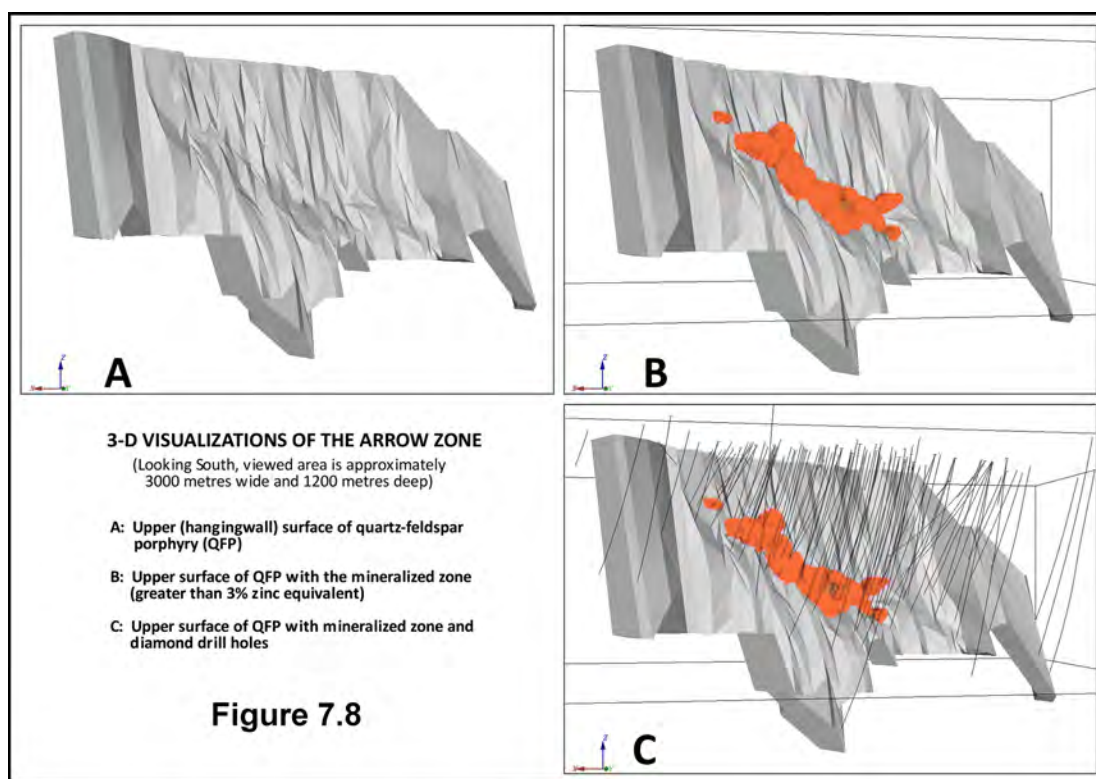 A
B
3-D VISUALIZATIONS OF THE ARROW ZONE
(Looking South, viewed area is approximately
3000 metres wide and 1200 metres deep)
A: Upper (hangingwall) surface of quartz-feldspar
porphyry (QFP)
B: Upper surface of QFP with the mineralized zone
(greater than 3% zinc equivalent)
C: Upper surface of QFP with mineralized zone and
diamond drill holes
Figure 7.8
C